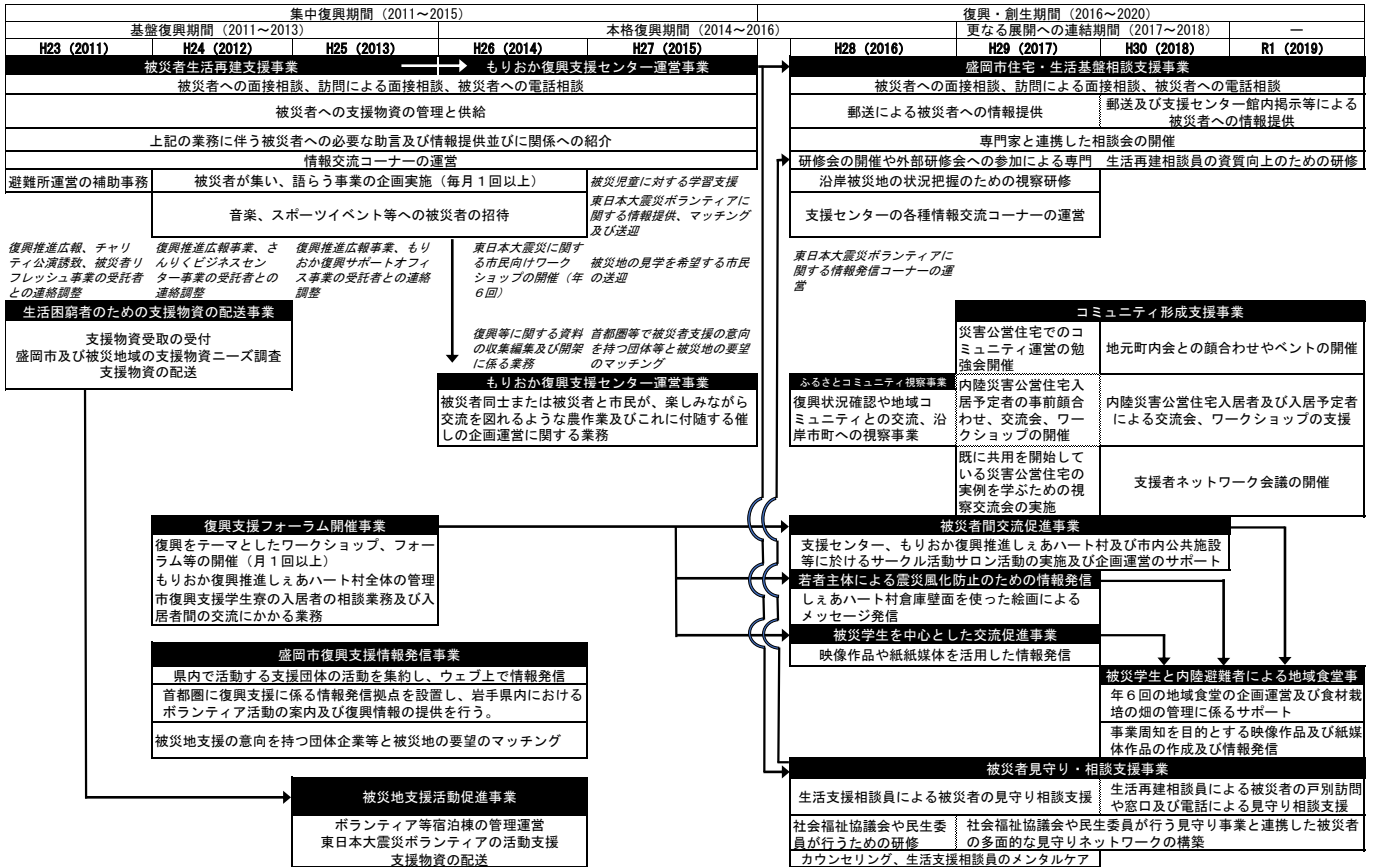 集中復興期間（2011～2015）
復興・創生期間（2016～2020）
基盤復興期間（2011～2013）
本格復興期間（2014～2016）
更なる展開への連結期間（2017～2018）
―
H23（2011）
H24（2012）
H25（2013）
H26（2014）
H27（2015）
H28（2016）
H29（2017）
H30（2018）
R1（2019）
被災者生活再建支援事業
もりおか復興支援センター運営事業
被災者への面接相談、訪問による面接相談、被災者への電話相談
被災者への支援物資の管理と供給
上記の業務に伴う被災者への必要な助言及び情報提供並びに関係への紹介
情報交流コーナーの運営
避難所運営の補助事務
被災者が集い、語らう事業の企画実施（毎月１回以上）
音楽、スポーツイベント等への被災者の招待
被災児童に対する学習支援
東日本大震災ボランティアに
関する情報提供、マッチング
及び送迎
復興推進広報、チャリ
ティ公演誘致、被災者リ
フレッシュ事業の受託者
との連絡調整
復興推進広報事業、さ
んりくビジネスセン
ター事業の受託者との
連絡調整
復興推進広報事業、もり
おか復興サポートオフィ
ス事業の受託者との連絡
調整
東日本大震災に関す
る市民向けワーク
ショップの開催（年
６回）
被災地の見学を希望する市民
の送迎
復興等に関する資料
の収集編集及び開架
に係る業務
首都圏等で被災者支援の意向
を持つ団体等と被災地の要望
のマッチング
生活困窮者のための支援物資の配送事業
支援物資受取の受付
盛岡市及び被災地域の支援物資ニーズ調査
支援物資の配送
もりおか復興支援センター運営事業
被災者同士または被災者と市民が、楽しみながら
交流を図れるような農作業及びこれに付随する催
しの企画運営に関する業務
復興支援フォーラム開催事業
復興をテーマとしたワークショップ、フォー
ラム等の開催（月１回以上）
もりおか復興推進しぇあハート村全体の管理
市復興支援学生寮の入居者の相談業務及び入
居者間の交流にかかる業務
盛岡市復興支援情報発信事業
県内で活動する支援団体の活動を集約し、ウェブ上で情報発信
首都圏に復興支援に係る情報発信拠点を設置し、岩手県内における
ボランティア活動の案内及び復興情報の提供を行う。
被災地支援の意向を持つ団体企業等と被災地の要望のマッチング
被災地支援活動促進事業
ボランティア等宿泊棟の管理運営
東日本大震災ボランティアの活動支援
支援物資の配送
盛岡市住宅・生活基盤相談支援事業
被災者への面接相談、訪問による面接相談、被災者への電話相談
郵送による被災者への情報提供
郵送及び支援センター館内掲示等による
被災者への情報提供
専門家と連携した相談会の開催
研修会の開催や外部研修会への参加による専門
生活再建相談員の資質向上のための研修
沿岸被災地の状況把握のための視察研修
支援センターの各種情報交流コーナーの運営
東日本大震災ボランティアに
関する情報発信コーナーの運
営
コミュニティ形成支援事業
災害公営住宅でのコ
ミュニティ運営の勉
強会開催
地元町内会との顔合わせやベントの開催
ふるさとコミュニティ視察事業
復興状況確認や地域コ
ミュニティとの交流、沿
岸市町への視察事業
内陸災害公営住宅入
居予定者の事前顔合
わせ、交流会、ワー
クショップの開催
内陸災害公営住宅入居者及び入居予定者
による交流会、ワークショップの支援
既に共用を開始して
いる災害公営住宅の
実例を学ぶための視
察交流会の実施
支援者ネットワーク会議の開催
被災者間交流促進事業
支援センター、もりおか復興推進しぇあハート村及び市内公共施設
等に於けるサークル活動サロン活動の実施及び企画運営のサポート
若者主体による震災風化防止のための情報発信
しぇあハート村倉庫壁面を使った絵画による
メッセージ発信
被災学生を中心とした交流促進事業
映像作品や紙紙媒体を活用した情報発信
被災学生と内陸避難者による地域食堂事
年６回の地域食堂の企画運営及び食材栽
培の畑の管理に係るサポート
事業周知を目的とする映像作品及び紙媒
体作品の作成及び情報発信
被災者見守り・相談支援事業
生活支援相談員による被災者の見守り相談支援
生活再建相談員による被災者の戸別訪問
や窓口及び電話による見守り相談支援
社会福祉協議会や民生委
員が行うための研修
社会福祉協議会や民生委員が行う見守り事業と連携した被災者
の多面的な見守りネットワークの構築
カウンセリング、生活支援相談員のメンタルケア